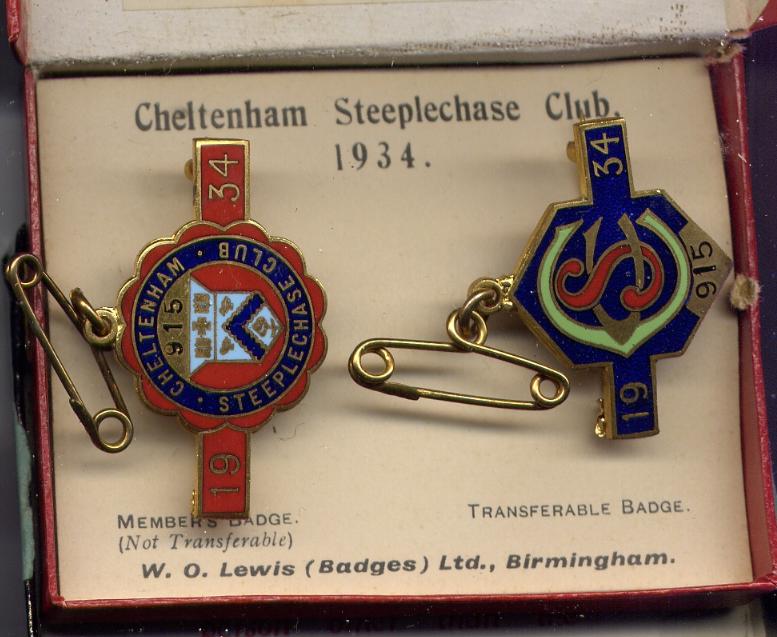 Cheltenham Steeplechase Club.
1934.
34
CHELTENHAM · STEEPLECHASE CLUB ·
915
19
34
915
19
MEMBER'S BADGE.
(Not Transferable)
TRANSFERABLE BADGE.
W. O. Lewis (Badges) Ltd., Birmingham.